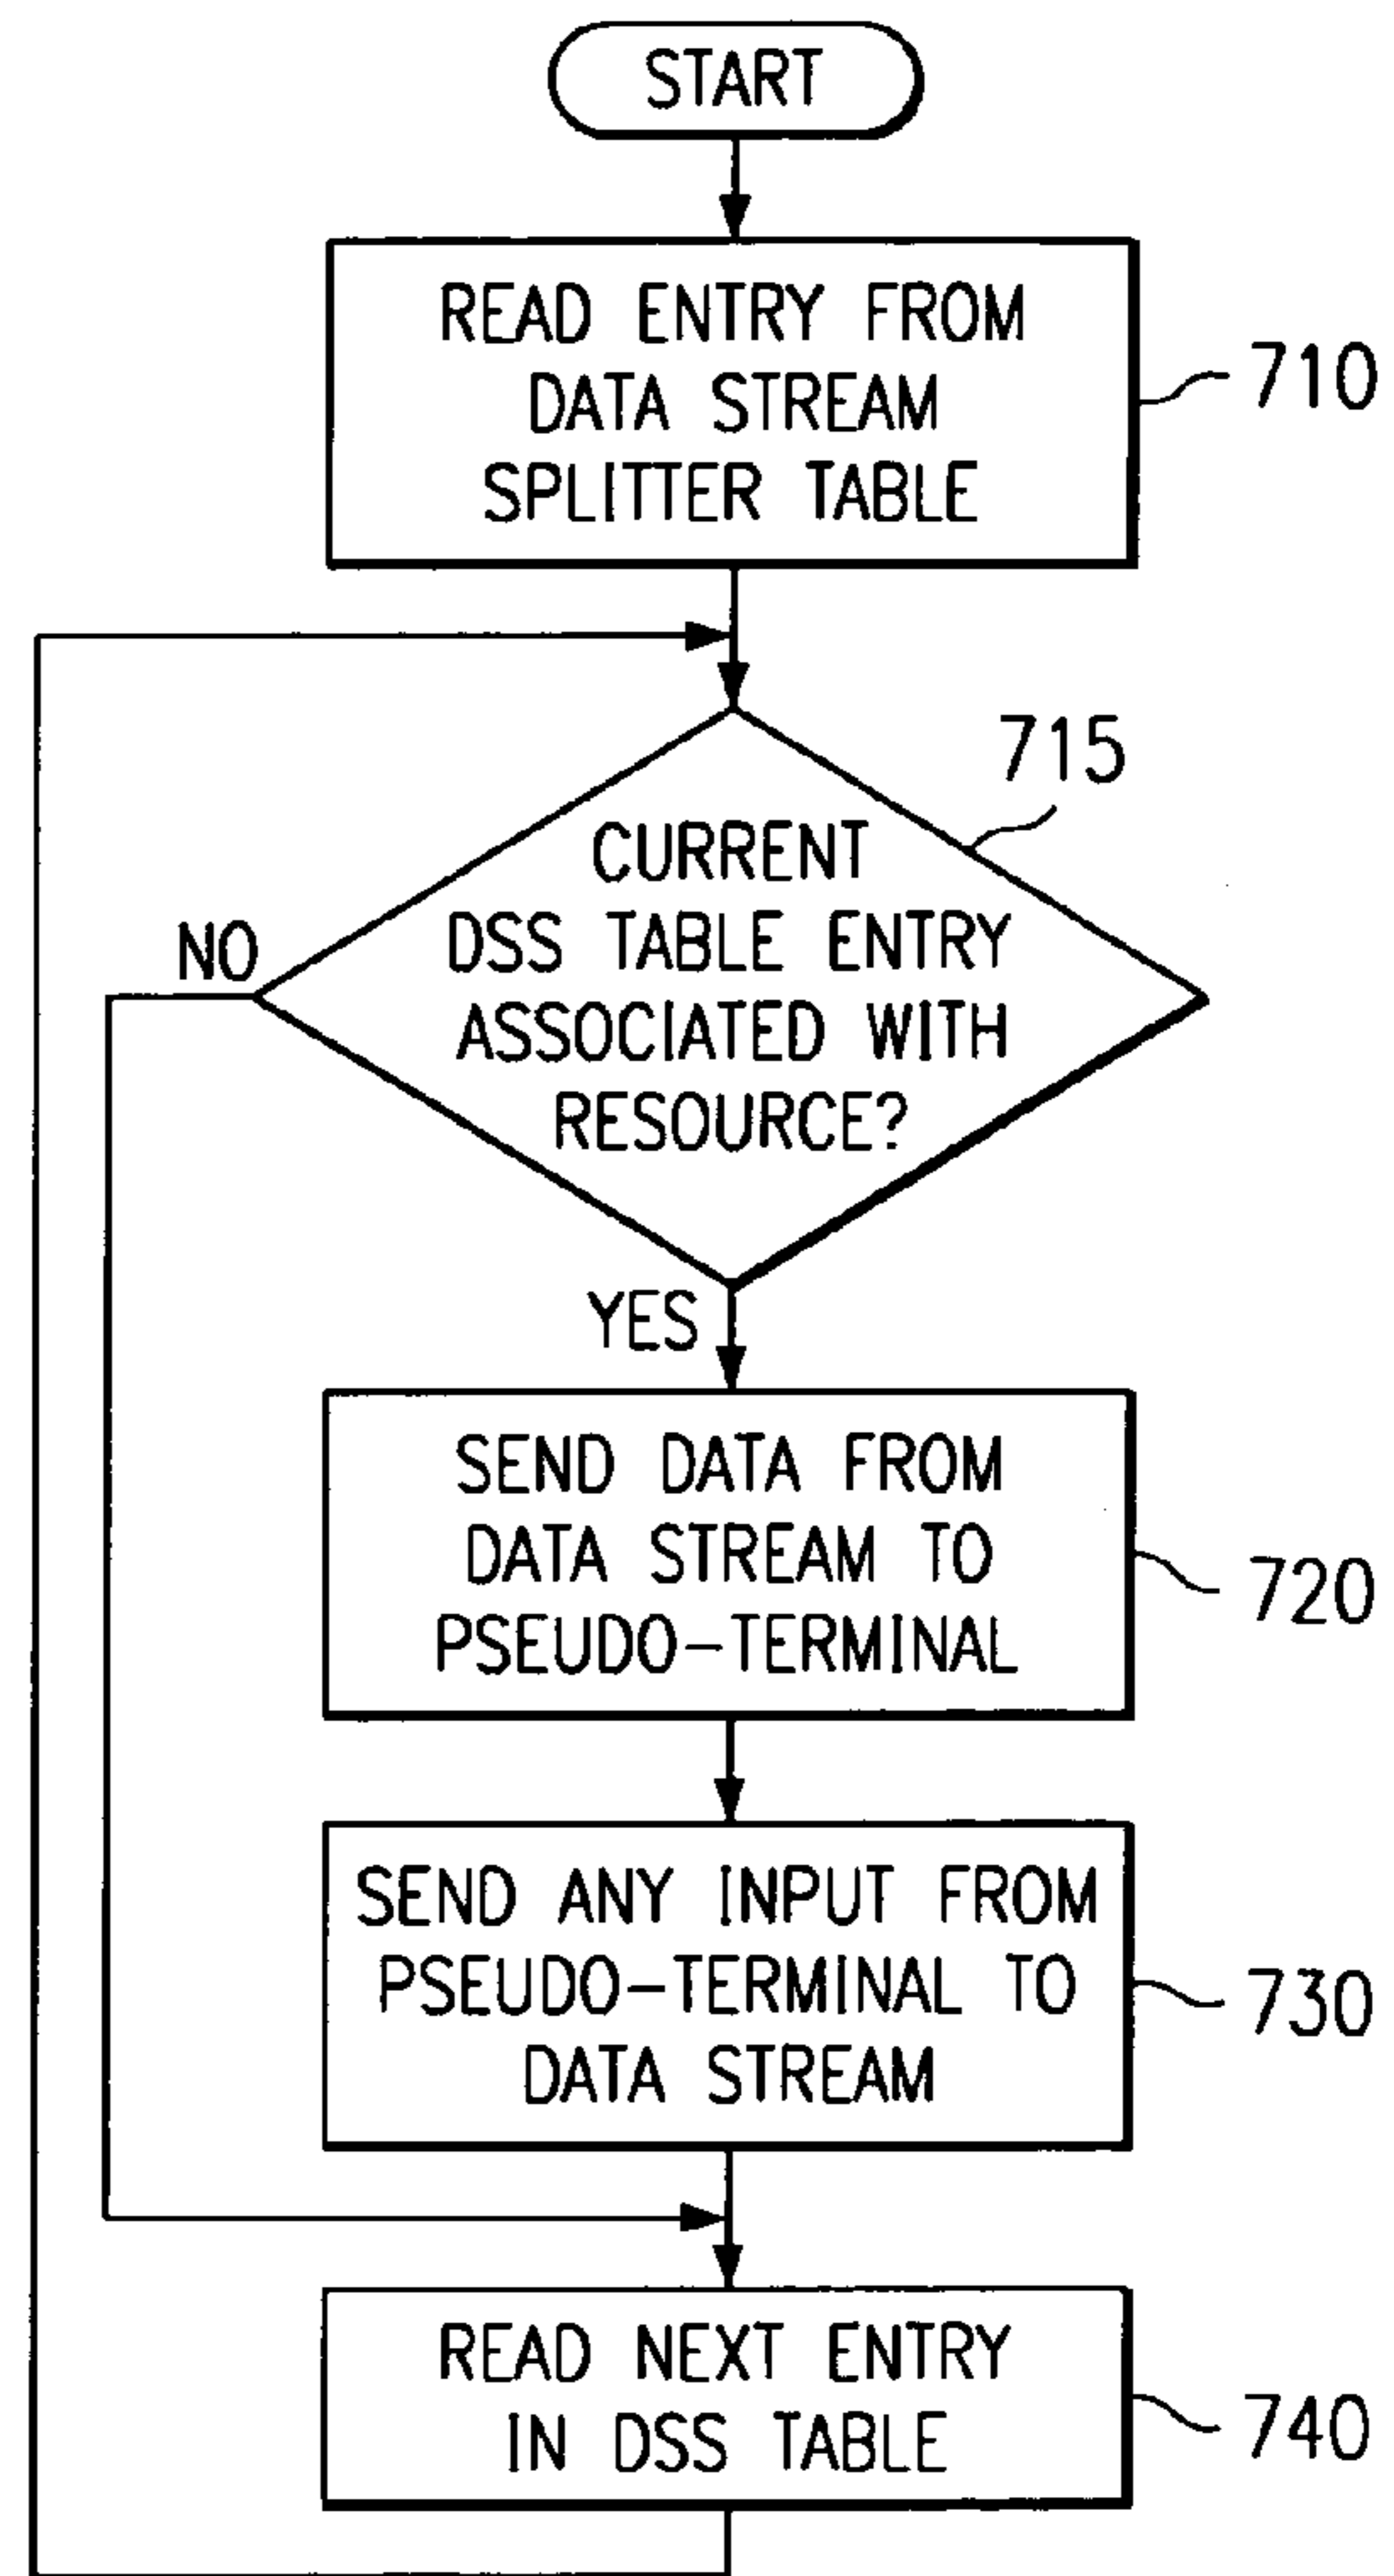 START
READ ENTRY FROM
DATA STREAM
SPLITTER TABLE
710
715
CURRENT
DSS TABLE ENTRY
ASSOCIATED WITH
RESOURCE?
NO
YES
SEND DATA FROM
DATA STREAM TO
PSEUDO-TERMINAL
720
SEND ANY INPUT FROM
PSEUDO-TERMINAL TO
DATA STREAM
730
READ NEXT ENTRY
IN DSS TABLE
740